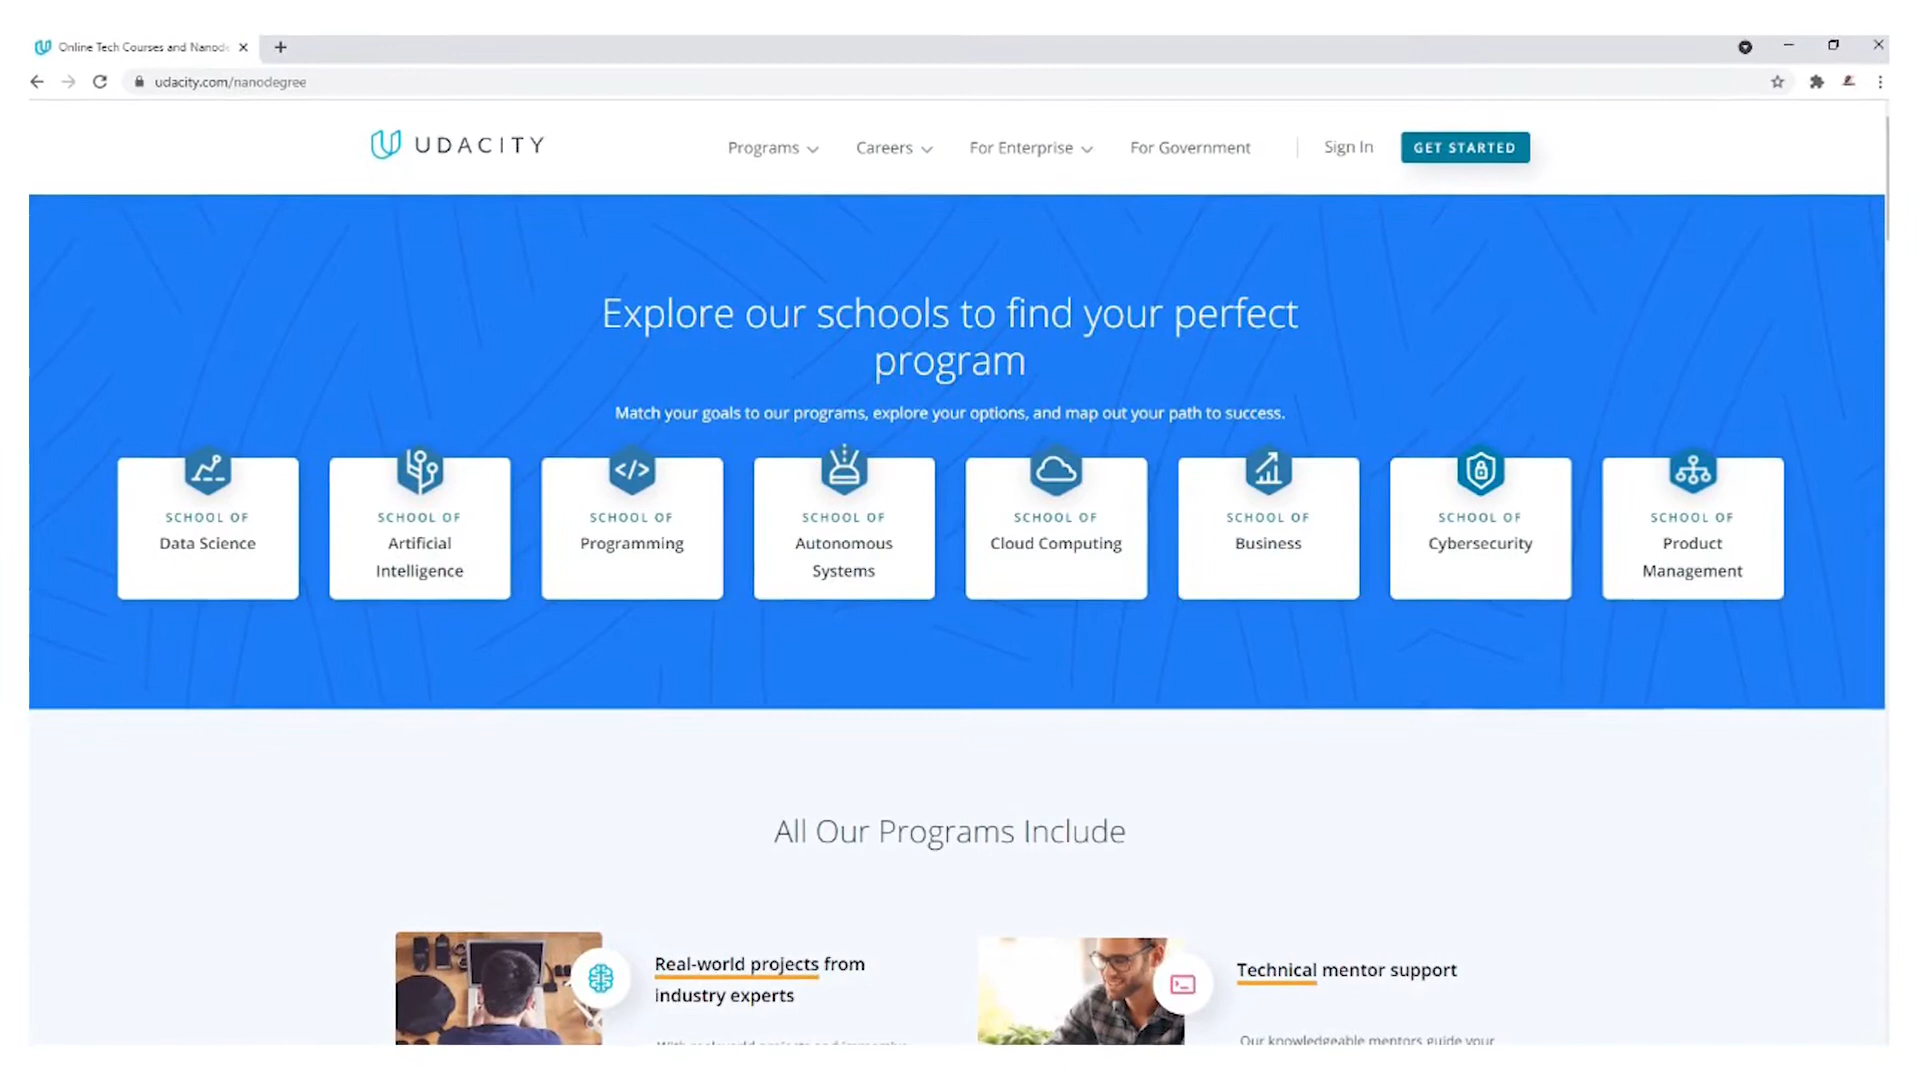 Online Tech Courses and Nanod
udacity.com/nanodegree
UDACITY
Programs
Careers
For Enterprise
For Government
Sign In
GET STARTED
Explore our schools to find your perfect
program
Match your goals to our programs, explore your options, and map out your path to success.
SCHOOL OF
Data Science
SCHOOL OF
Artificial
Intelligence
SCHOOL OF
Programming
SCHOOL OF
Autonomous
Systems
SCHOOL OF
Cloud Computing
SCHOOL OF
Business
SCHOOL OF
Cybersecurity
SCHOOL OF
Product
Management
All Our Programs Include
Real-world projects from
industry experts
Technical mentor support
Our knowledgeable mentors guide your